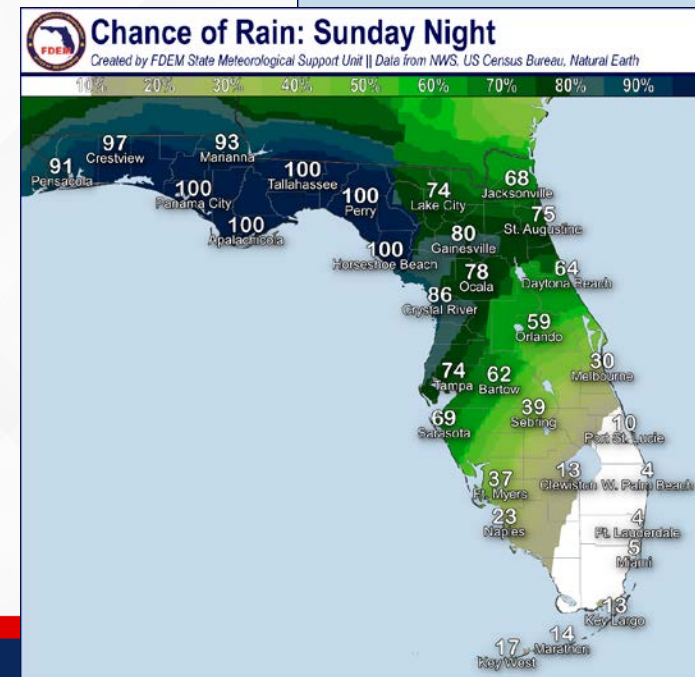 FDEM
Chance of Rain: Sunday Night
Created by FDEM State Meteorological Support Unit || Data from NWS, US Census Bureau, Natural Earth
10% 20% 30% 40% 50% 60% 70% 80% 90%
97
Crestview
93
Marianna
91
Pensacola
100
Tallahassee
100
Panama City
100
Perry
74
Lake City
68
Jacksonville
100
Apalachicola
75
St. Augustine
100
Horseshoe Beach
80
Gainesville
78
Ocala
64
Daytona Beach
86
Crystal River
59
Orlando
30
Melbourne
74
Tampa
62
Bartow
69
Sarasota
39
Sebring
10
Port St. Lucie
37
Ft. Myers
13
Clewiston
4
W. Palm Beach
23
Naples
4
Ft. Lauderdale
5
Miami
13
Key Largo
14
Marathon
17
Key West